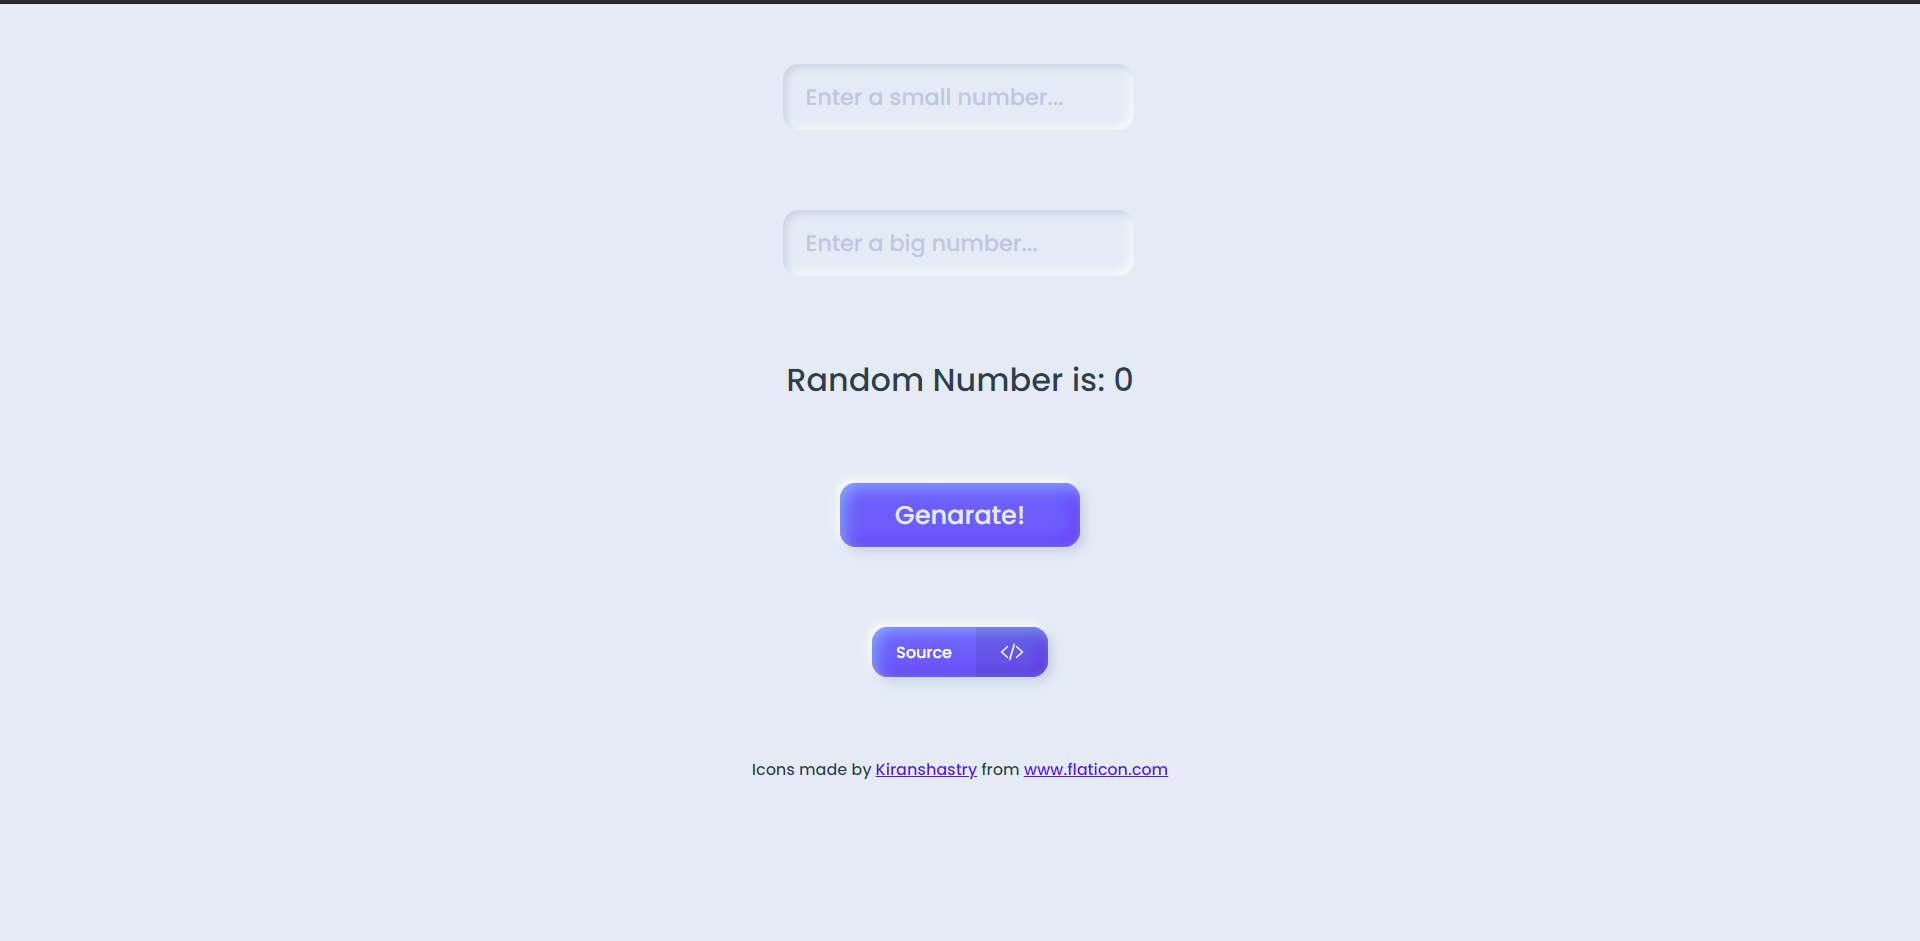 Enter a small number...
Enter a big number...
Random Number is: 0
Genarate!
Source </>
Icons made by Kiranshastry from www.flaticon.com